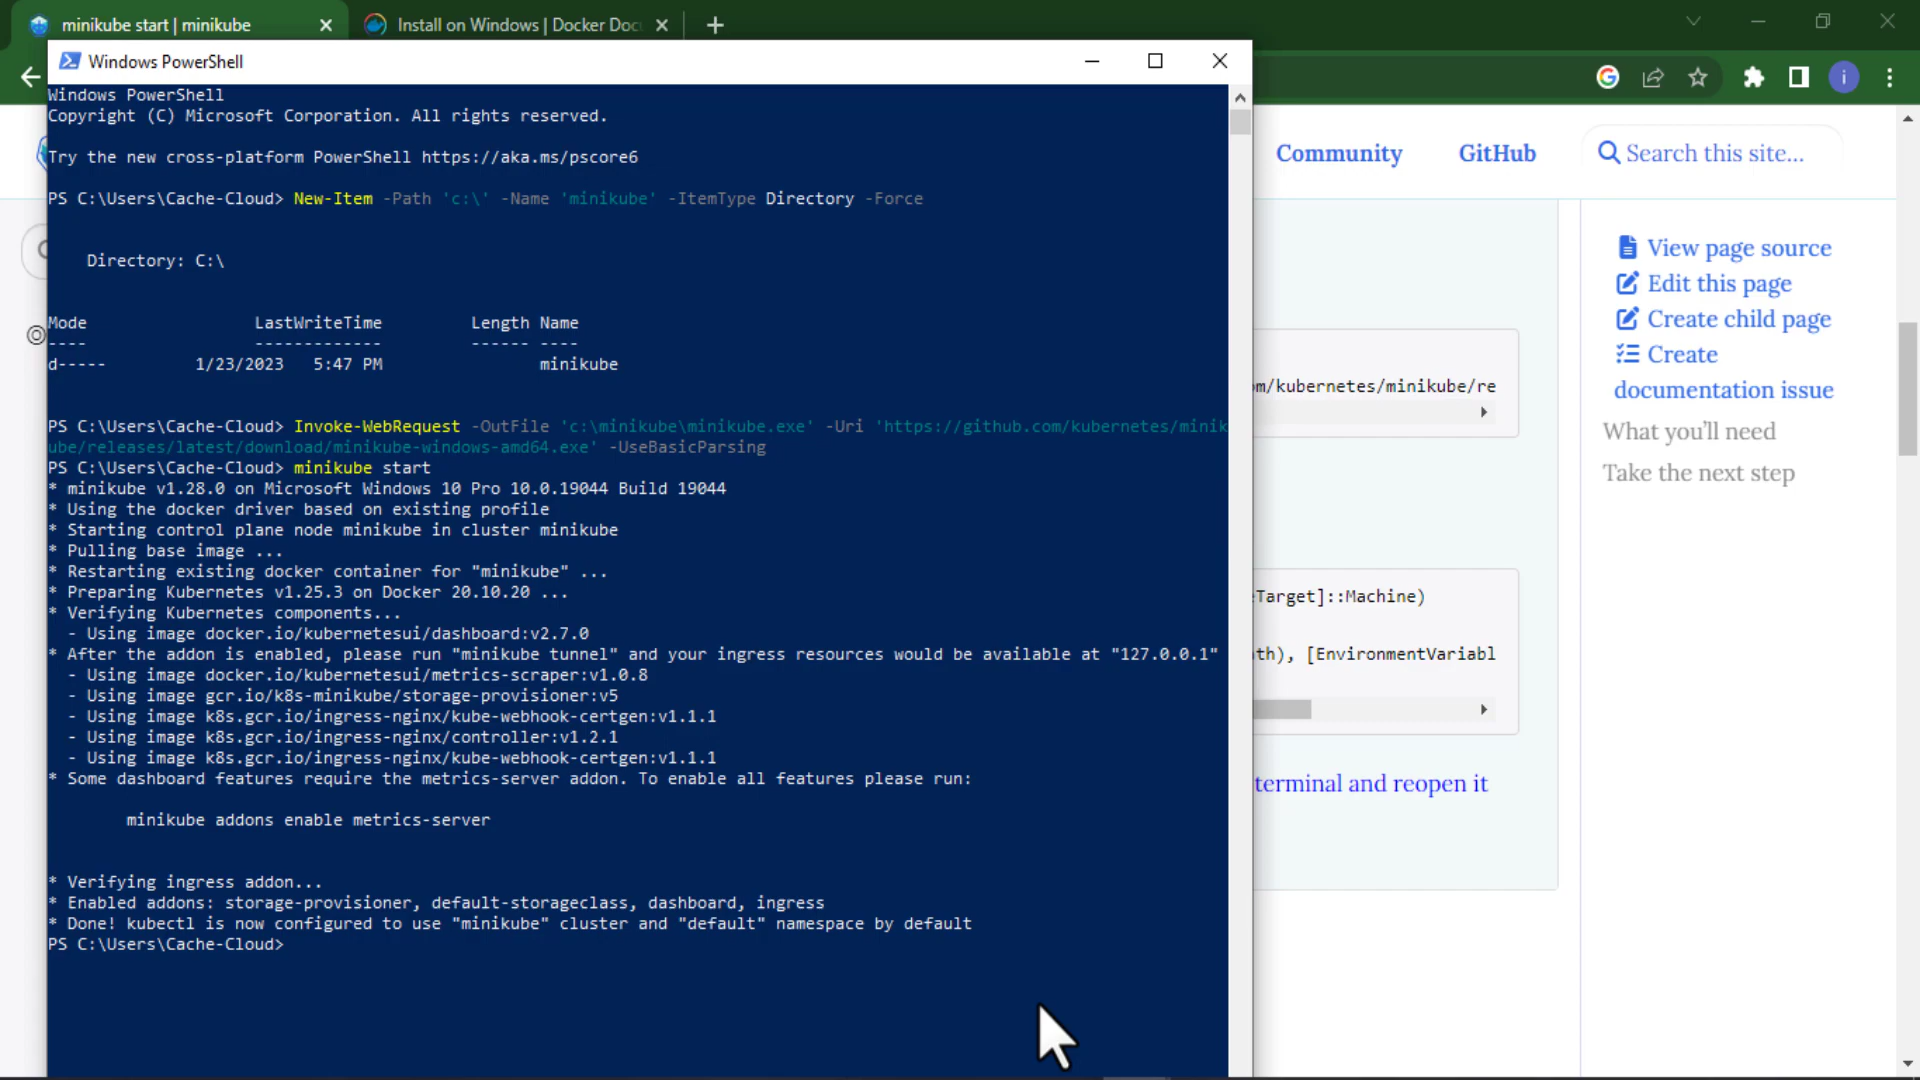 minikube start | minikube
Install on Windows | Docker Doc
Windows PowerShell
i
Windows PowerShell
Copyright (C) Microsoft Corporation. All rights reserved.
Try the new cross-platform PowerShell https://aka.ms/pscore6
PS C:\Users\Cache-Cloud> New-Item -Path 'c:\' -Name 'minikube' -ItemType Directory -Force
Directory: C:\
Mode LastWriteTime Length Name
---- ------------- ------ ----
d----- 1/23/2023 5:47 PM minikube
PS C:\Users\Cache-Cloud> Invoke-WebRequest -OutFile 'c:\minikube\minikube.exe' -Uri 'https://github.com/kubernetes/minik
ube/releases/latest/download/minikube-windows-amd64.exe' -UseBasicParsing
PS C:\Users\Cache-Cloud> minikube start
* minikube v1.28.0 on Microsoft Windows 10 Pro 10.0.19044 Build 19044
* Using the docker driver based on existing profile
* Starting control plane node minikube in cluster minikube
* Pulling base image ...
* Restarting existing docker container for "minikube" ...
* Preparing Kubernetes v1.25.3 on Docker 20.10.20 ...
* Verifying Kubernetes components...
- Using image docker.io/kubernetesui/dashboard:v2.7.0
* After the addon is enabled, please run "minikube tunnel" and your ingress resources would be available at "127.0.0.1"
- Using image docker.io/kubernetesui/metrics-scraper:v1.0.8
- Using image gcr.io/k8s-minikube/storage-provisioner:v5
- Using image k8s.gcr.io/ingress-nginx/kube-webhook-certgen:v1.1.1
- Using image k8s.gcr.io/ingress-nginx/controller:v1.2.1
- Using image k8s.gcr.io/ingress-nginx/kube-webhook-certgen:v1.1.1
* Some dashboard features require the metrics-server addon. To enable all features please run:
minikube addons enable metrics-server
* Verifying ingress addon...
* Enabled addons: storage-provisioner, default-storageclass, dashboard, ingress
* Done! kubectl is now configured to use "minikube" cluster and "default" namespace by default
PS C:\Users\Cache-Cloud>
Community
GitHub
Search this site...
m/kubernetes/minikube/re
Target]::Machine)
th), [EnvironmentVariabl
terminal and reopen it
View page source
Edit this page
Create child page
Create
documentation issue
What you'll need
Take the next step